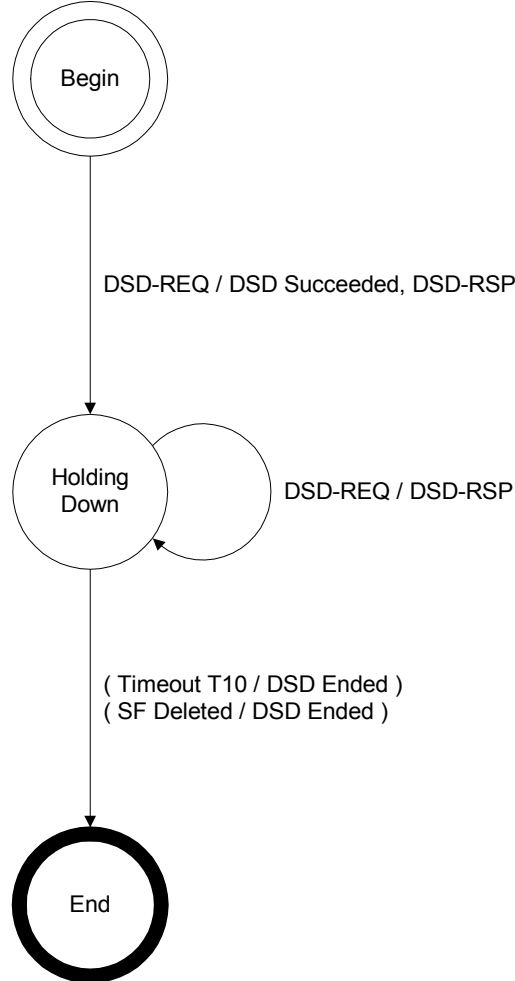 Begin
DSD-REQ / DSD Succeeded, DSD-RSP
Holding
Down
DSD-REQ / DSD-RSP
( Timeout T10 / DSD Ended )
( SF Deleted / DSD Ended )
End